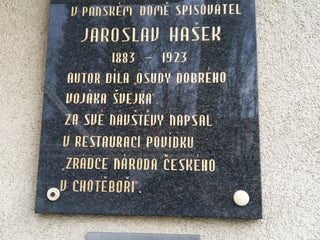 V PANSKÉM DOMĚ SPISOVATEL
JAROSLAV HAŠEK
1883 - 1923
AUTOR DÍLA „OSUDY DOBRÉHO
VOJÁKA ŠVEJKA".
ZA SVÉ NÁVŠTĚVY NAPSAL
V RESTAURACI POVÍDKU
„ZRÁDCE NÁRODA ČESKÉHO
V CHOTĚBOŘI".